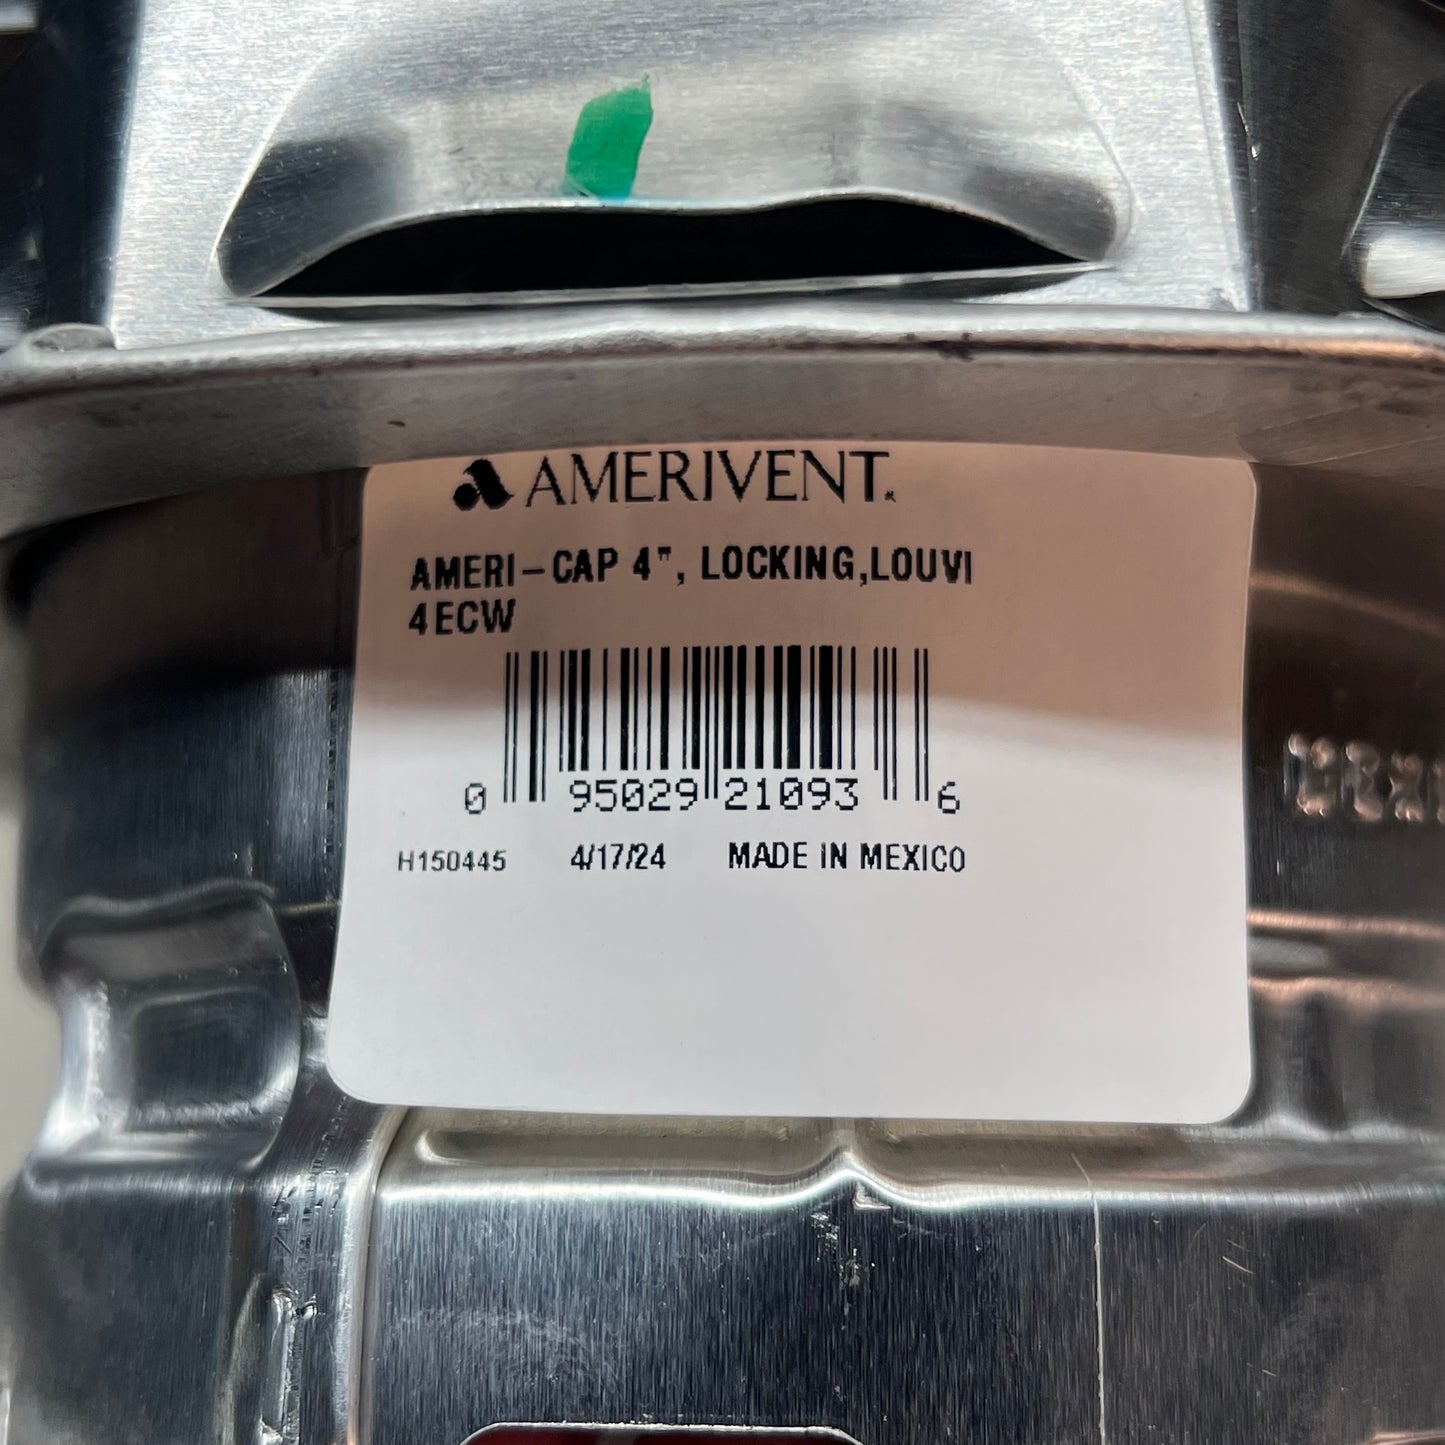 AMERIVENT®
AMERI-CAP 4", LOCKING,LOUVI
4ECW
0 95029 21093 6
H150445 4/17/24 MADE IN MEXICO